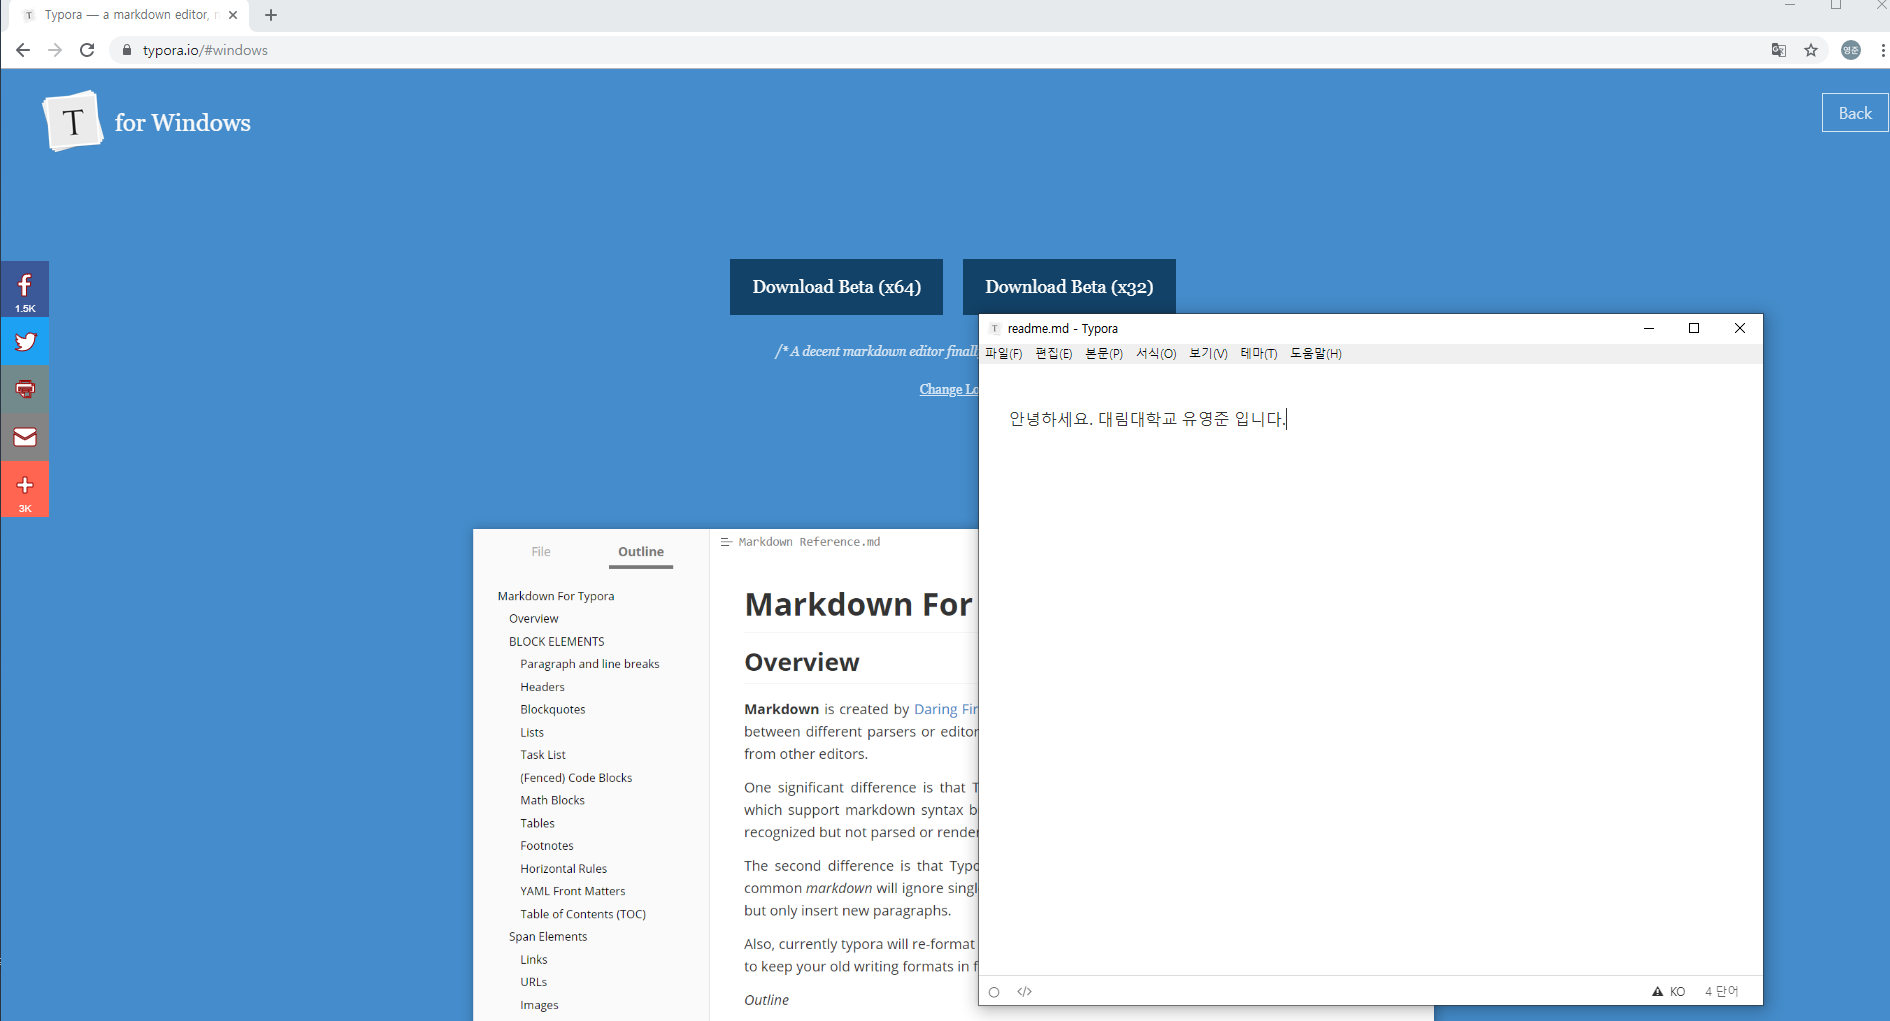 Typora — a markdown editor,
typora.io/#windows
영준
T for Windows
Back
Download Beta (x64)
Download Beta (x32)
/* A decent markdown editor finally
Change Lo
1.5K
3K
T readme.md - Typora
파일(F) 편집(E) 본문(P) 서식(O) 보기(V) 테마(T) 도움말(H)
안녕하세요. 대림대학교 유영준 입니다.
KO 4 단어
File Outline
Markdown For Typora
Overview
BLOCK ELEMENTS
Paragraph and line breaks
Headers
Blockquotes
Lists
Task List
(Fenced) Code Blocks
Math Blocks
Tables
Footnotes
Horizontal Rules
YAML Front Matters
Table of Contents (TOC)
Span Elements
Links
URLs
Images
Markdown Reference.md
Markdown For
Overview
Markdown is created by Daring Fir
between different parsers or editor
from other editors.
One significant difference is that T
which support markdown syntax b
recognized but not parsed or render
The second difference is that Typo
common markdown will ignore singl
but only insert new paragraphs.
Also, currently typora will re-format
to keep your old writing formats in f
Outline